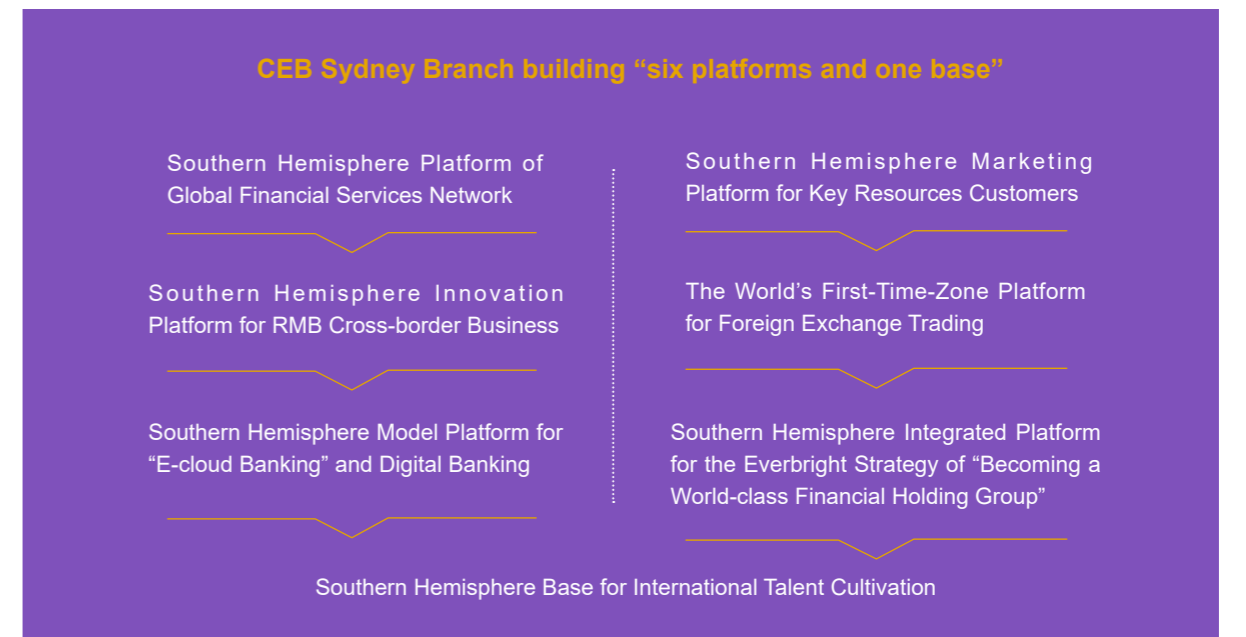 CEB Sydney Branch building “six platforms and one base”
Southern Hemisphere Platform of
Global Financial Services Network
Southern Hemisphere Innovation
Platform for RMB Cross-border Business
Southern Hemisphere Model Platform for
“E-cloud Banking” and Digital Banking
Southern Hemisphere Marketing
Platform for Key Resources Customers
The World’s First-Time-Zone Platform
for Foreign Exchange Trading
Southern Hemisphere Integrated Platform
for the Everbright Strategy of “Becoming a
World-class Financial Holding Group”
Southern Hemisphere Base for International Talent Cultivation